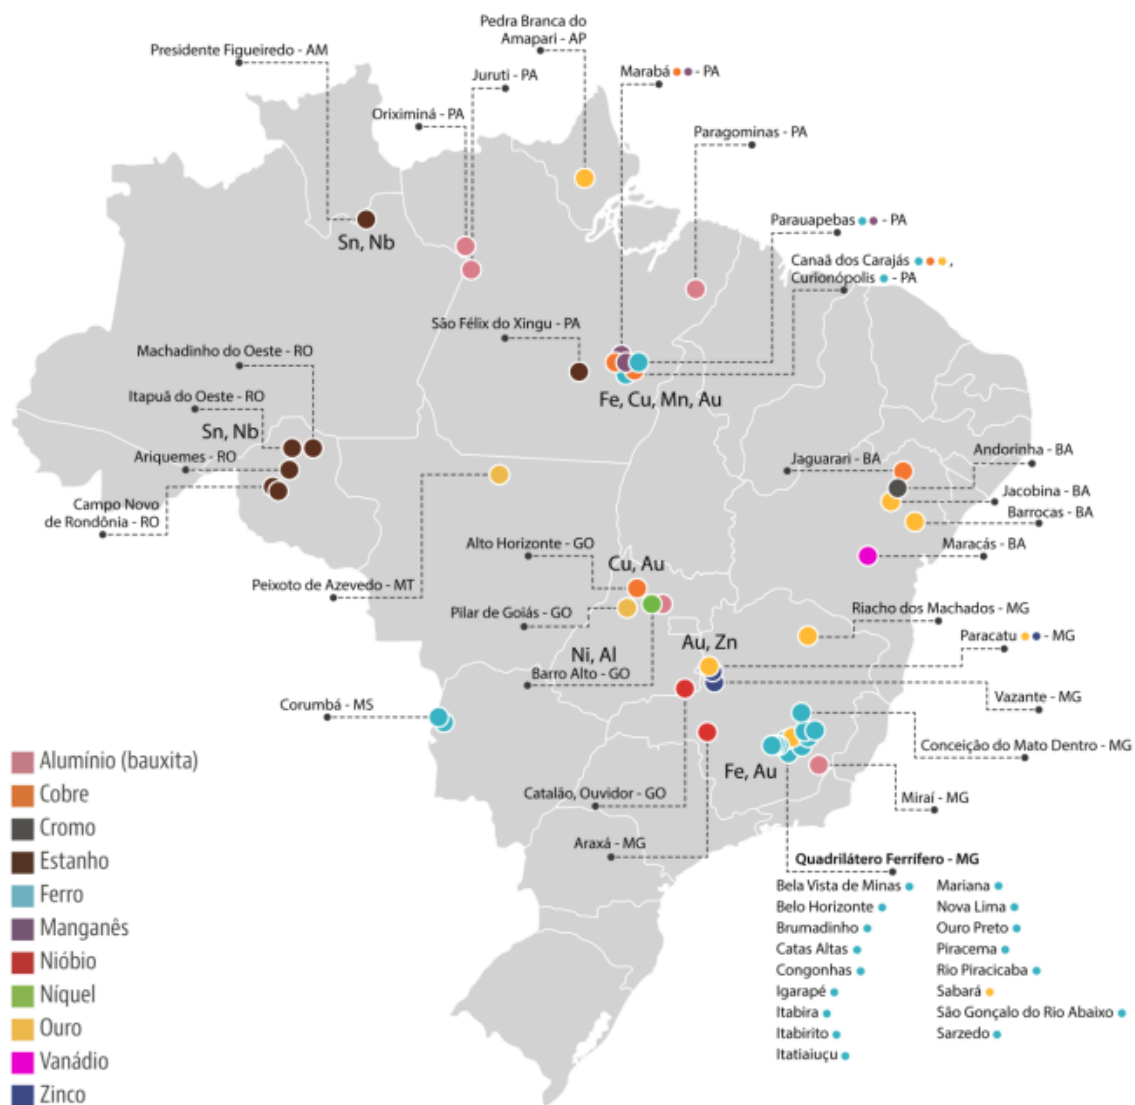 Pedra Branca do
Amapari - AP
Presidente Figueiredo - AM
Juruti - PA
Marabá - PA
Oriximiná - PA
Paragominas - PA
Parauapebas - PA
Sn, Nb
Canaã dos Carajás ,
Curionópolis - PA
São Félix do Xingu - PA
Machadinho do Oeste - RO
Itapuã do Oeste - RO
Fe, Cu, Mn, Au
Sn, Nb
Andorinha - BA
Ariquemes - RO
Jaguarari - BA
Jacobina - BA
Campo Novo
de Rondônia - RO
Barrocas - BA
Alto Horizonte - GO
Maracás - BA
Cu, Au
Peixoto de Azevedo - MT
Pilar de Goiás - GO
Riacho dos Machados - MG
Au, Zn
Paracatu - MG
Ni, Al
Barro Alto - GO
Vazante - MG
Corumbá - MS
Conceição do Mato Dentro - MG
Fe, Au
Catalão, Ouvidor - GO
Miraí - MG
Araxá - MG
Alumínio (bauxita)
Cobre
Cromo
Estanho
Ferro
Manganês
Nióbio
Níquel
Ouro
Vanádio
Zinco
Quadrilátero Ferrífero - MG
Bela Vista de Minas
Belo Horizonte
Brumadinho
Catas Altas
Congonhas
Igarapé
Itabira
Itabirito
Itatiaiuçu
Mariana
Nova Lima
Ouro Preto
Piracema
Rio Piracicaba
Sabará
São Gonçalo do Rio Abaixo
Sarzedo